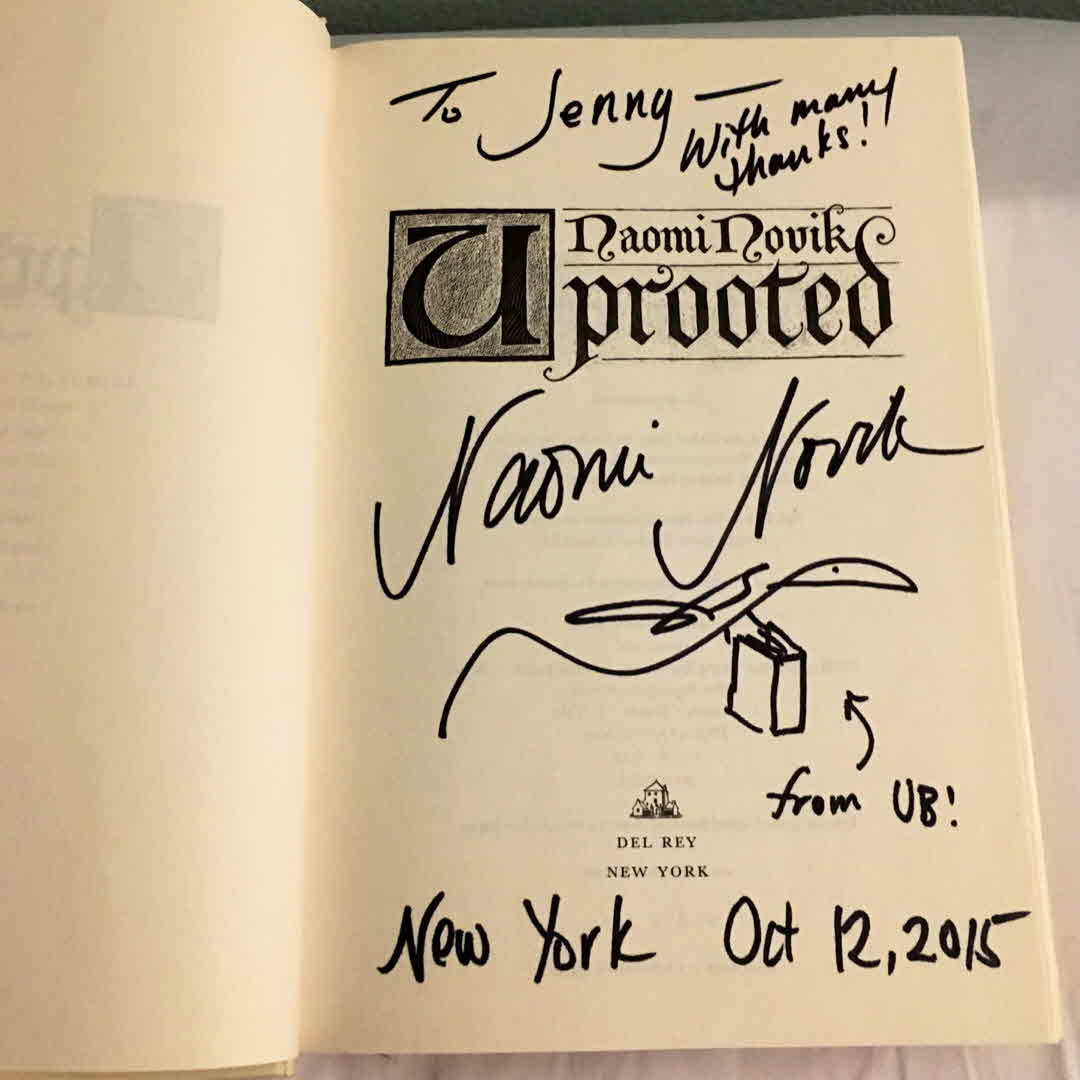 To Jenny —
With many
thanks!
Naomi Novik
Uprooted
Naomi Novik
from UB!
DEL REY
NEW YORK
New York Oct 12, 2015